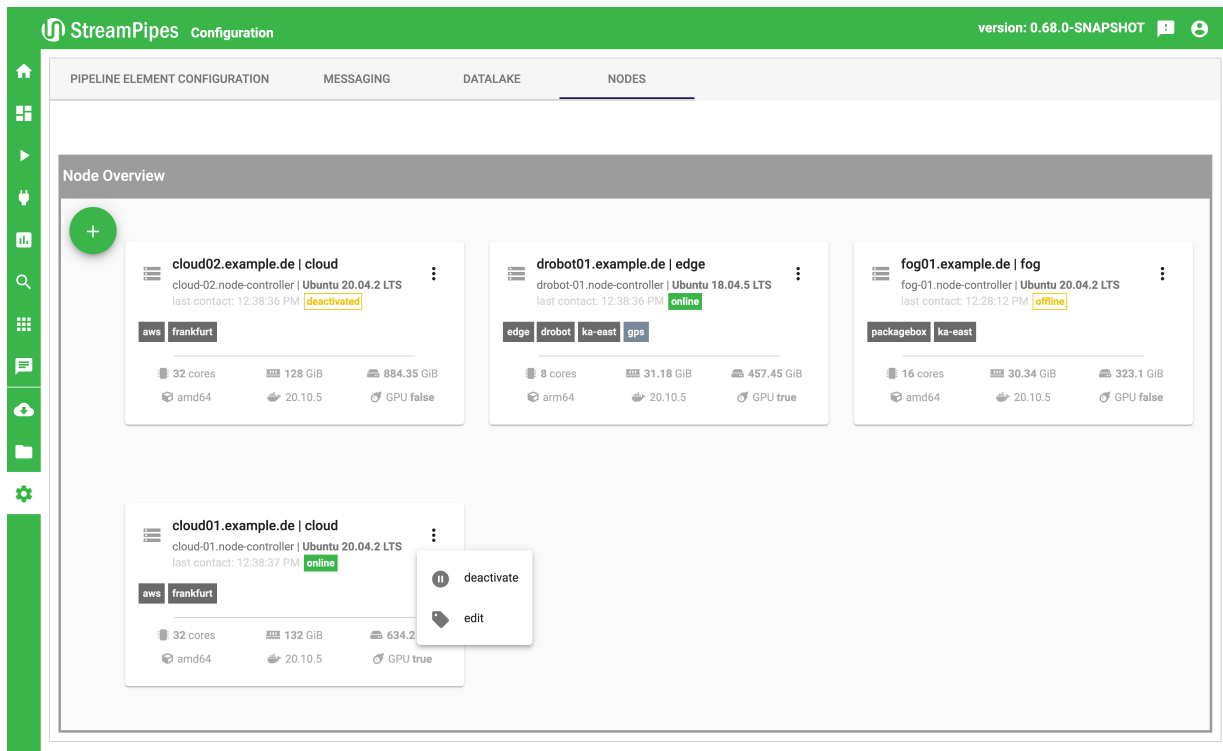 StreamPipes Configuration
version: 0.68.0-SNAPSHOT
PIPELINE ELEMENT CONFIGURATION MESSAGING DATALAKE NODES
Node Overview
+
cloud02.example.de | cloud
cloud-02.node-controller | Ubuntu 20.04.2 LTS
last contact: 12:38:36 PM deactivated
aws frankfurt
32 cores 128 GiB 884.35 GiB
amd64 20.10.5 GPU false
drobot01.example.de | edge
drobot-01.node-controller | Ubuntu 18.04.5 LTS
last contact: 12:38:36 PM online
edge drobot ka-east gps
8 cores 31.18 GiB 457.45 GiB
arm64 20.10.5 GPU true
fog01.example.de | fog
fog-01.node-controller | Ubuntu 20.04.2 LTS
last contact: 12:28:12 PM offline
packagebox ka-east
16 cores 30.34 GiB 323.1 GiB
amd64 20.10.5 GPU false
cloud01.example.de | cloud
cloud-01.node-controller | Ubuntu 20.04.2 LTS
last contact: 12:38:37 PM online
aws frankfurt
32 cores 132 GiB 634.2
amd64 20.10.5 GPU true
deactivate
edit